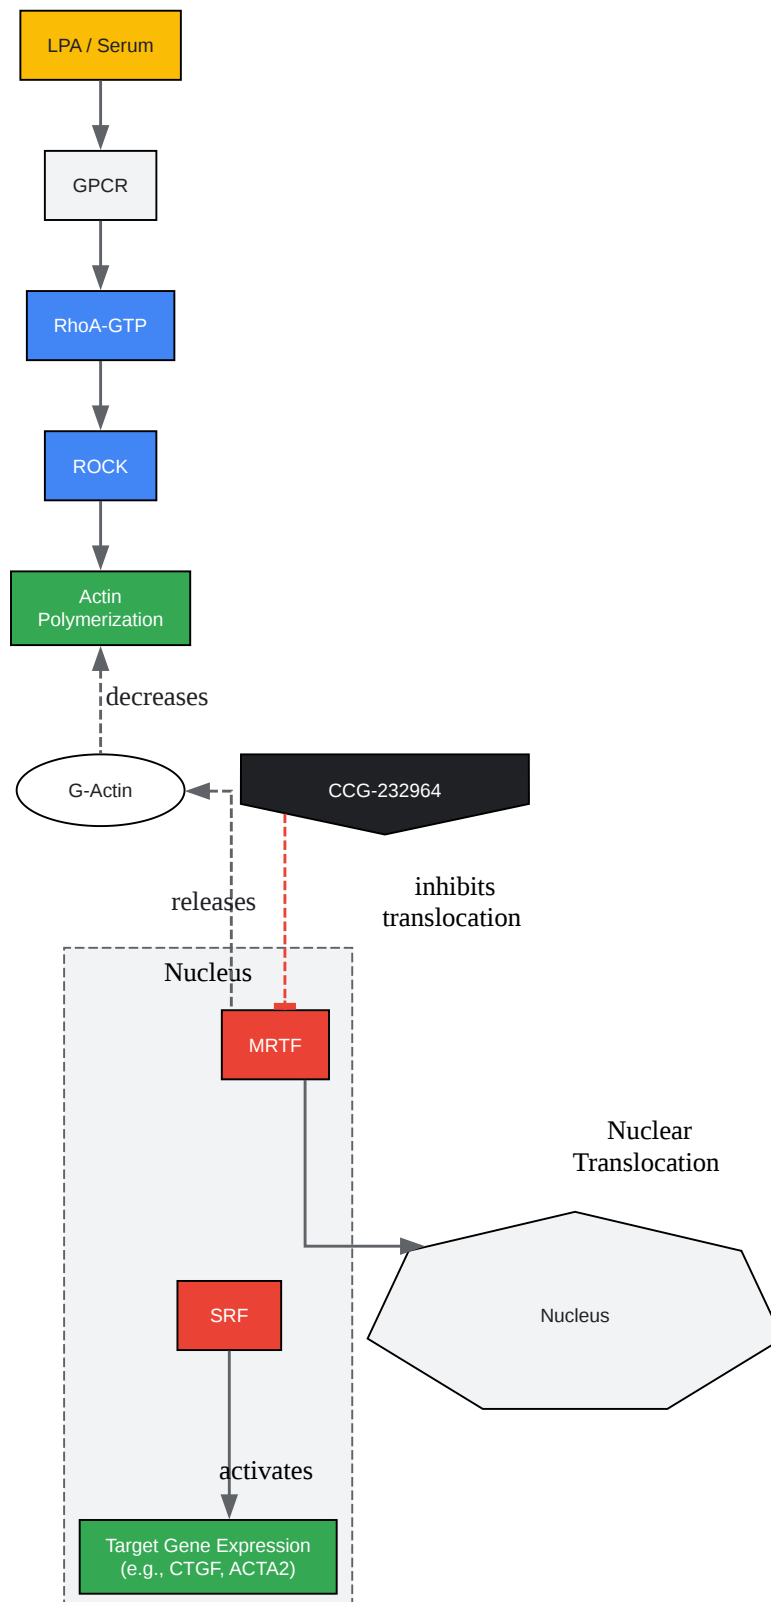 LPA / Serum
GPCR
RhoA-GTP
ROCK
Actin
Polymerization
decreases
G-Actin
CCG-232964
releases
inhibits
translocation
Nucleus
MRTF
Nuclear
Translocation
SRF
Nucleus
activates
Target Gene Expression
(e.g., CTGF, ACTA2)